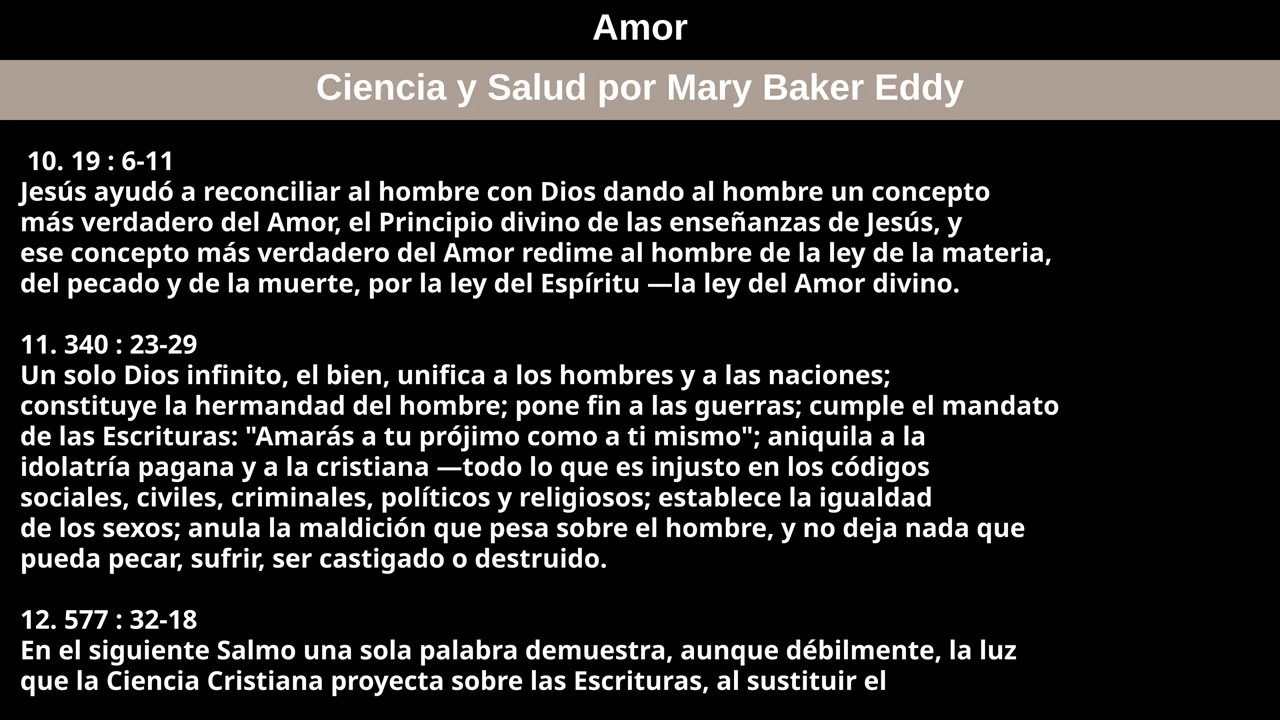 Amor
Ciencia y Salud por Mary Baker Eddy
10. 19 : 6-11
Jesús ayudó a reconciliar al hombre con Dios dando al hombre un concepto
más verdadero del Amor, el Principio divino de las enseñanzas de Jesús, y
ese concepto más verdadero del Amor redime al hombre de la ley de la materia,
del pecado y de la muerte, por la ley del Espíritu —la ley del Amor divino.
11. 340 : 23-29
Un solo Dios infinito, el bien, unifica a los hombres y a las naciones;
constituye la hermandad del hombre; pone fin a las guerras; cumple el mandato
de las Escrituras: "Amarás a tu prójimo como a ti mismo"; aniquila a la
idolatría pagana y a la cristiana —todo lo que es injusto en los códigos
sociales, civiles, criminales, políticos y religiosos; establece la igualdad
de los sexos; anula la maldición que pesa sobre el hombre, y no deja nada que
pueda pecar, sufrir, ser castigado o destruido.
12. 577 : 32-18
En el siguiente Salmo una sola palabra demuestra, aunque débilmente, la luz
que la Ciencia Cristiana proyecta sobre las Escrituras, al sustituir el